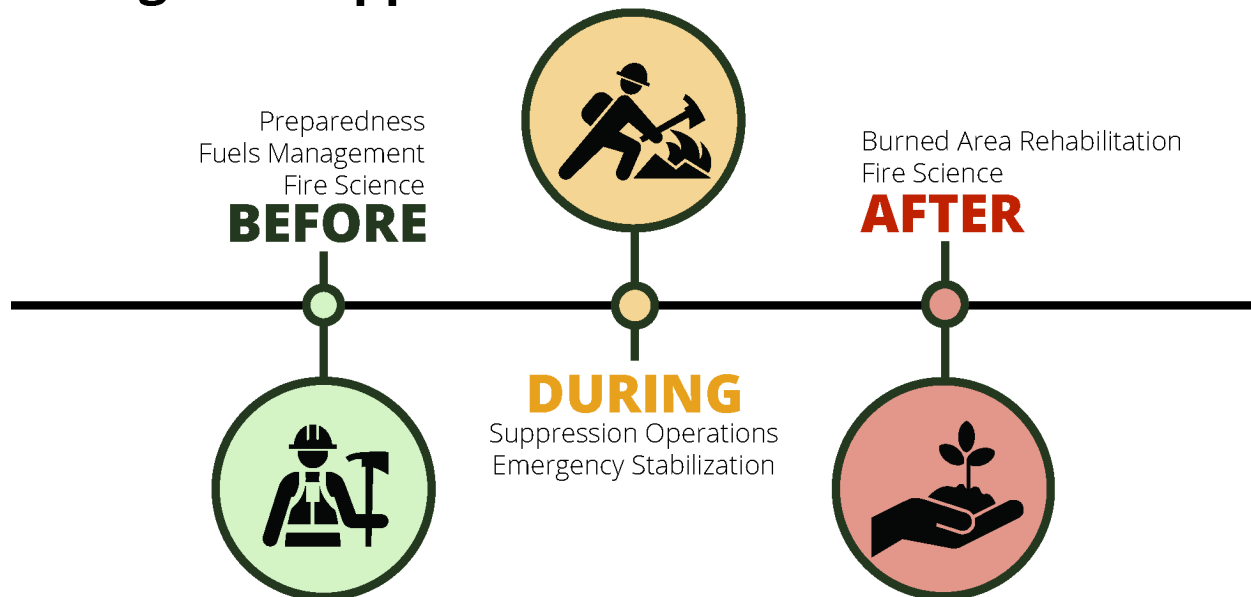 Preparedness
Fuels Management
Fire Science
BEFORE
DURING
Suppression Operations
Emergency Stabilization
Burned Area Rehabilitation
Fire Science
AFTER